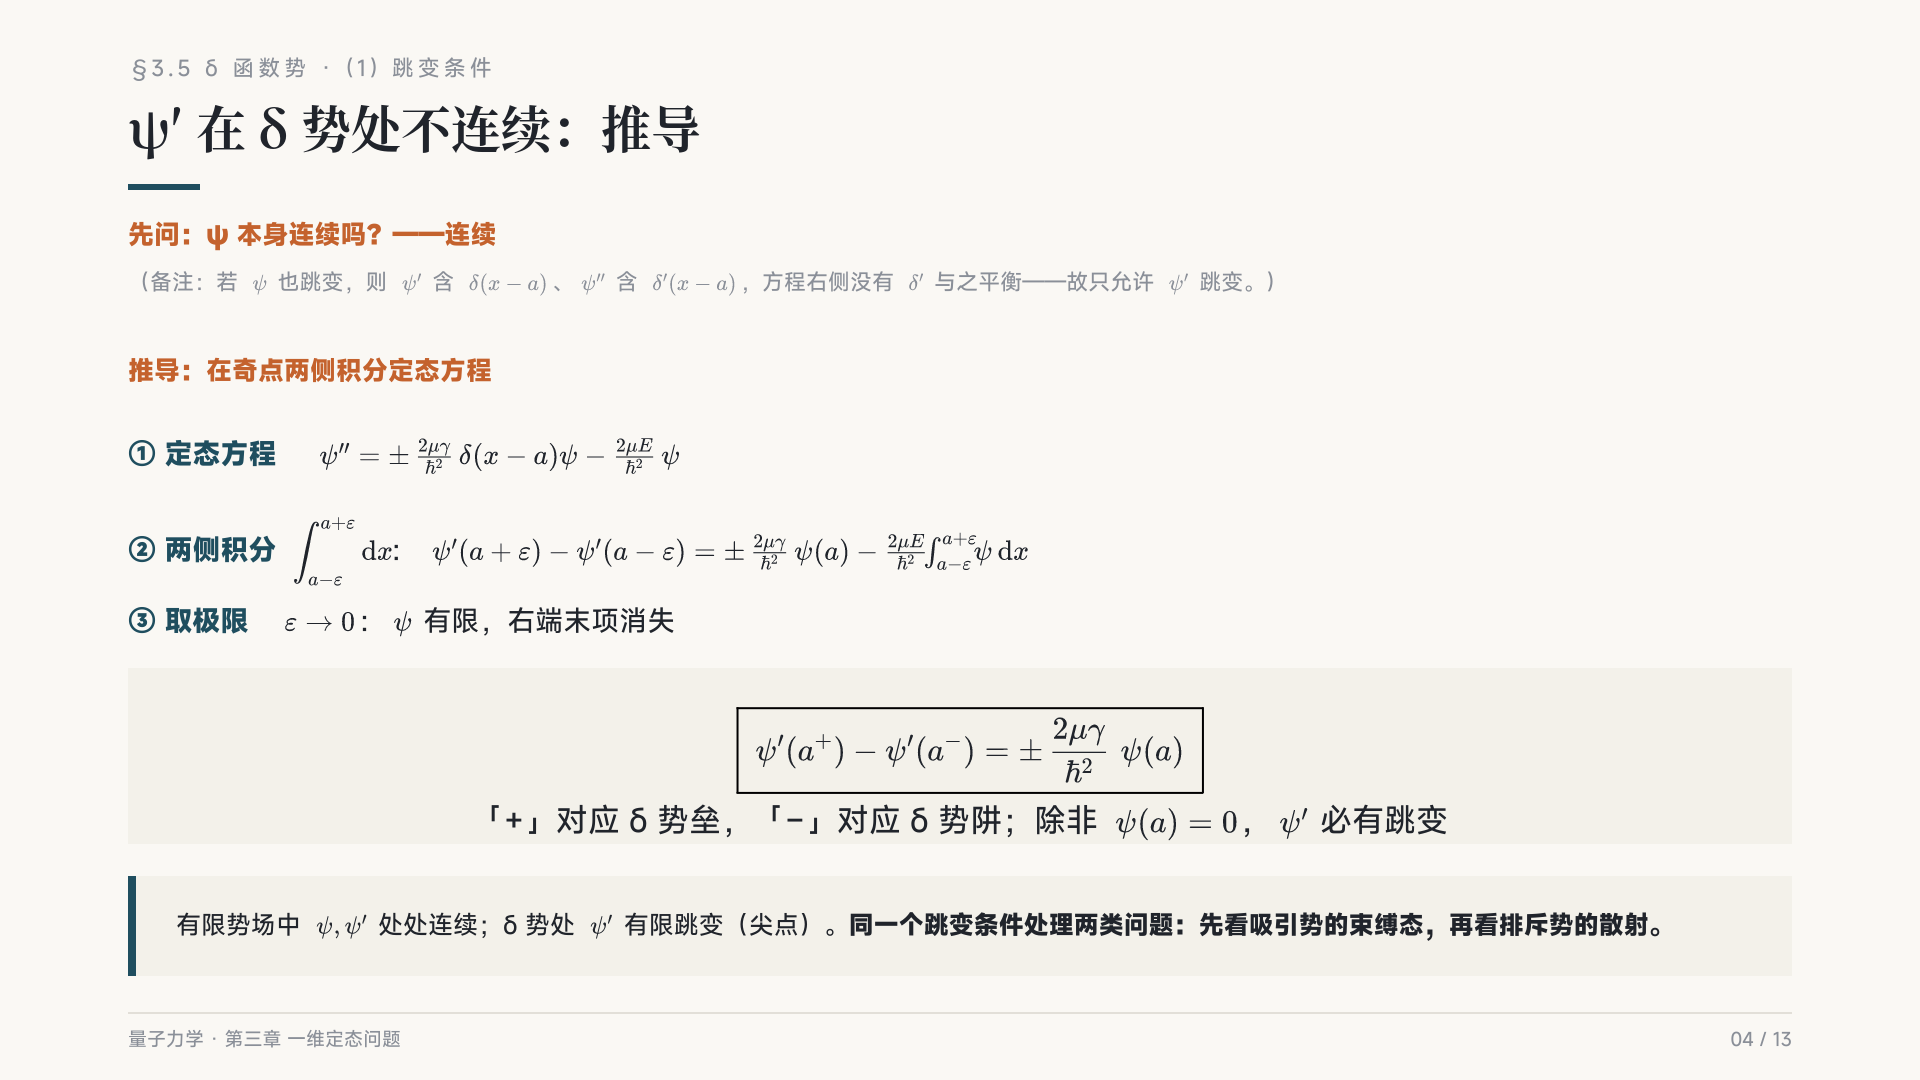 §3.5 δ 函数势 · (1) 跳变条件
ψ′ 在 δ 势处不连续：推导
先问：ψ 本身连续吗？——连续
（备注：若 ψ 也跳变，则 ψ′ 含 δ(x − a)、ψ″ 含 δ′(x − a)，方程右侧没有 δ′ 与之平衡——故只允许 ψ′ 跳变。）
推导：在奇点两侧积分定态方程
① 定态方程 ψ″ = ± 2μγ/ħ² δ(x − a)ψ − 2μE/ħ² ψ
② 两侧积分 ∫_{a−ε}^{a+ε} dx： ψ′(a + ε) − ψ′(a − ε) = ± 2μγ/ħ² ψ(a) − 2μE/ħ² ∫_{a−ε}^{a+ε} ψ dx
③ 取极限 ε → 0： ψ 有限，右端末项消失
ψ′(a⁺) − ψ′(a⁻) = ± 2μγ/ħ² ψ(a)
「+」对应 δ 势垒，「−」对应 δ 势阱；除非 ψ(a) = 0，ψ′ 必有跳变
有限势场中 ψ, ψ′ 处处连续；δ 势处 ψ′ 有限跳变（尖点）。同一个跳变条件处理两类问题：先看吸引势的束缚态，再看排斥势的散射。
量子力学 · 第三章 一维定态问题
04 / 13